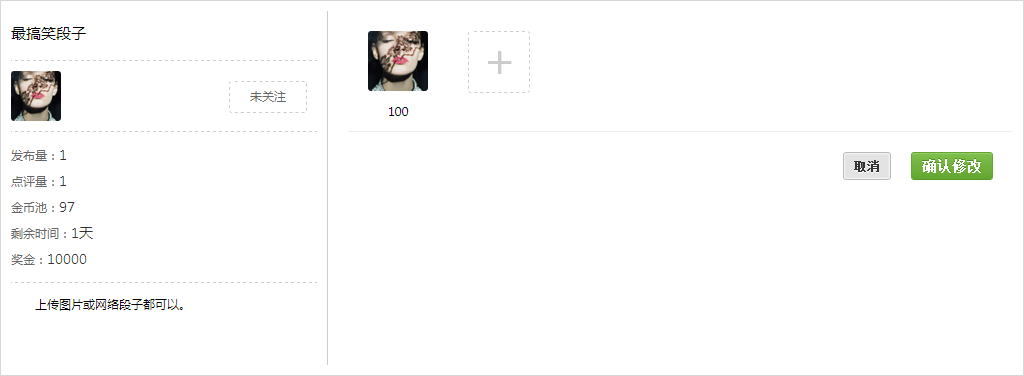 最搞笑段子
未关注
发布量：1
点评量：1
金币池：97
剩余时间：1天
奖金：10000
上传图片或网络段子都可以。
100
取消
确认修改